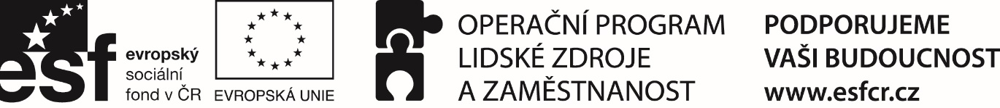 esf
evropský
sociální
fond v ČR
EVROPSKÁ UNIE
OPERAČNÍ PROGRAM
LIDSKÉ ZDROJE
A ZAMĚSTNANOST
PODPORUJEME
VAŠI BUDOUCNOST
www.esfcr.cz